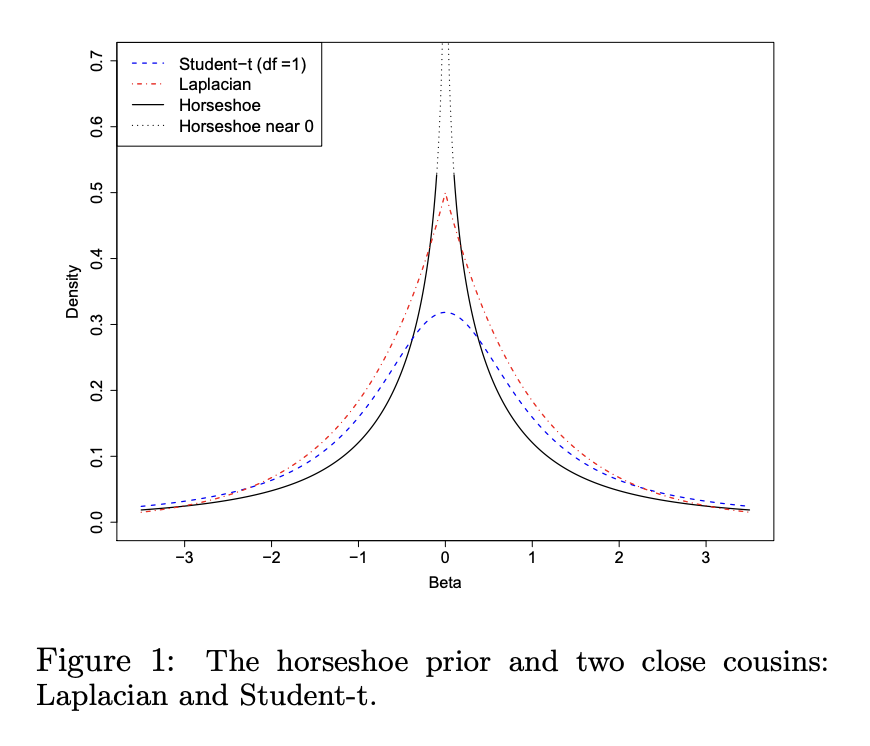 0.7
0.6
0.5
0.4
0.3
0.2
0.1
0.0
Density
Student−t (df =1)
Laplacian
Horseshoe
Horseshoe near 0
−3 −2 −1 0 1 2 3
Beta
Figure 1: The horseshoe prior and two close cousins:
Laplacian and Student-t.